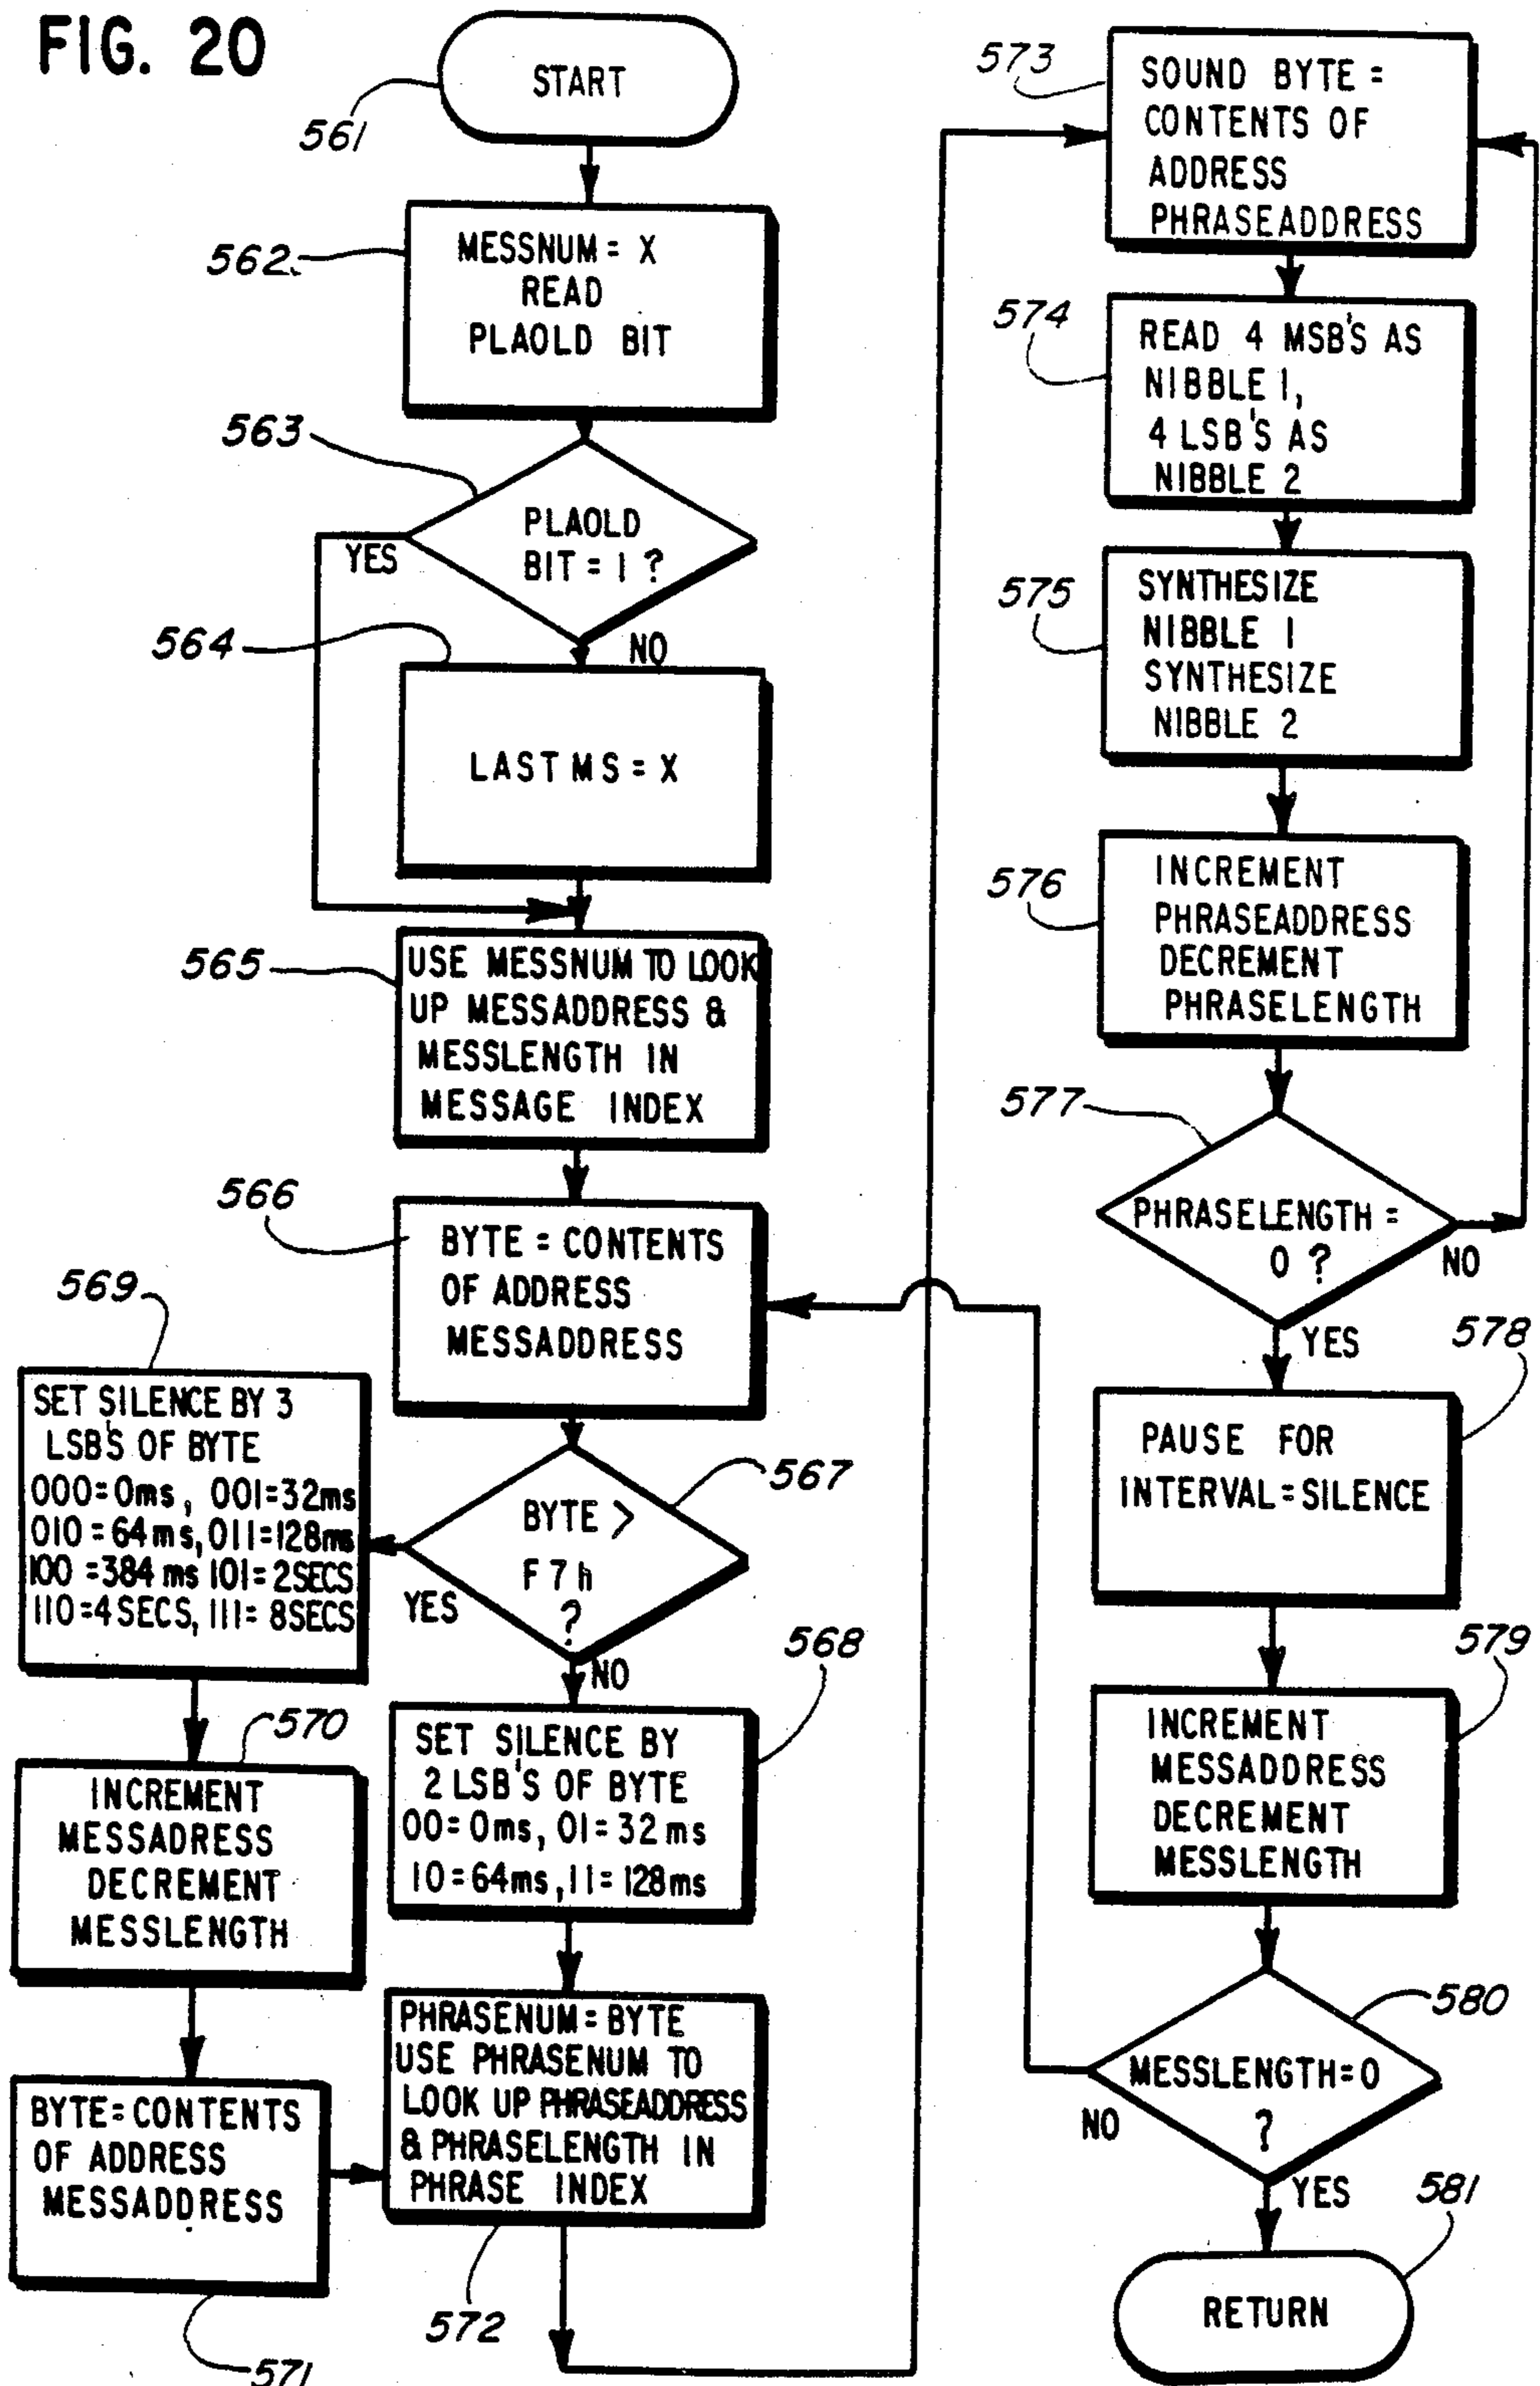 FIG. 20
START
561
562
MESSNUM = X
READ
PLAOLD BIT
563
PLAOLD
BIT = 1 ?
YES
NO
564
LAST MS = X
565
USE MESSNUM TO LOOK
UP MESSADDRESS &
MESSLENGTH IN
MESSAGE INDEX
566
BYTE = CONTENTS
OF ADDRESS
MESSADDRESS
567
BYTE >
F7h
?
YES
NO
569
SET SILENCE BY 3
LSB'S OF BYTE
000=0ms, 001=32ms
010=64ms, 011=128ms
100=384ms 101=2SECS
110=4SECS, 111=8SECS
570
INCREMENT
MESSADRESS
DECREMENT
MESSLENGTH
571
BYTE=CONTENTS
OF ADDRESS
MESSADDRESS
568
SET SILENCE BY
2 LSB'S OF BYTE
00=0ms, 01=32ms
10=64ms, 11=128ms
572
PHRASENUM=BYTE
USE PHRASENUM TO
LOOK UP PHRASEADDRESS
& PHRASELENGTH IN
PHRASE INDEX
573
SOUND BYTE =
CONTENTS OF
ADDRESS
PHRASEADDRESS
574
READ 4 MSB'S AS
NIBBLE 1,
4 LSB'S AS
NIBBLE 2
575
SYNTHESIZE
NIBBLE 1
SYNTHESIZE
NIBBLE 2
576
INCREMENT
PHRASEADDRESS
DECREMENT
PHRASELENGTH
577
PHRASELENGTH =
0 ?
NO
YES
578
PAUSE FOR
INTERVAL=SILENCE
579
INCREMENT
MESSADDRESS
DECREMENT
MESSLENGTH
580
MESSLENGTH=0
?
NO
YES
581
RETURN